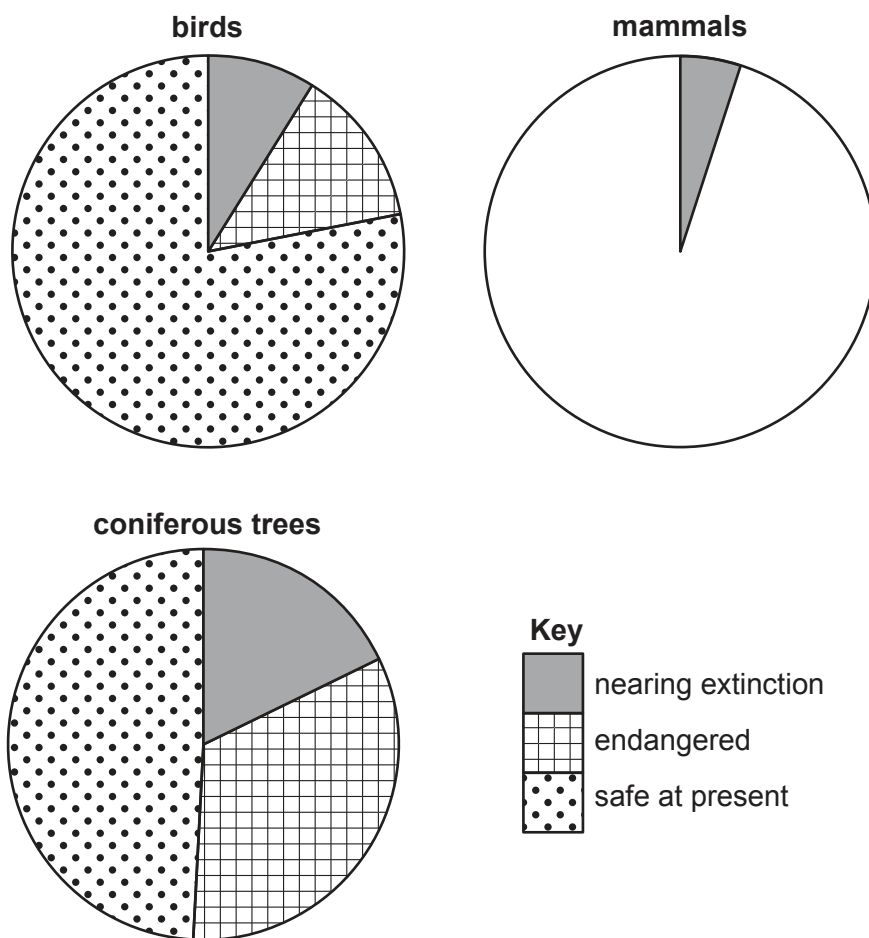 birds
mammals
coniferous trees
Key
nearing extinction
endangered
safe at present